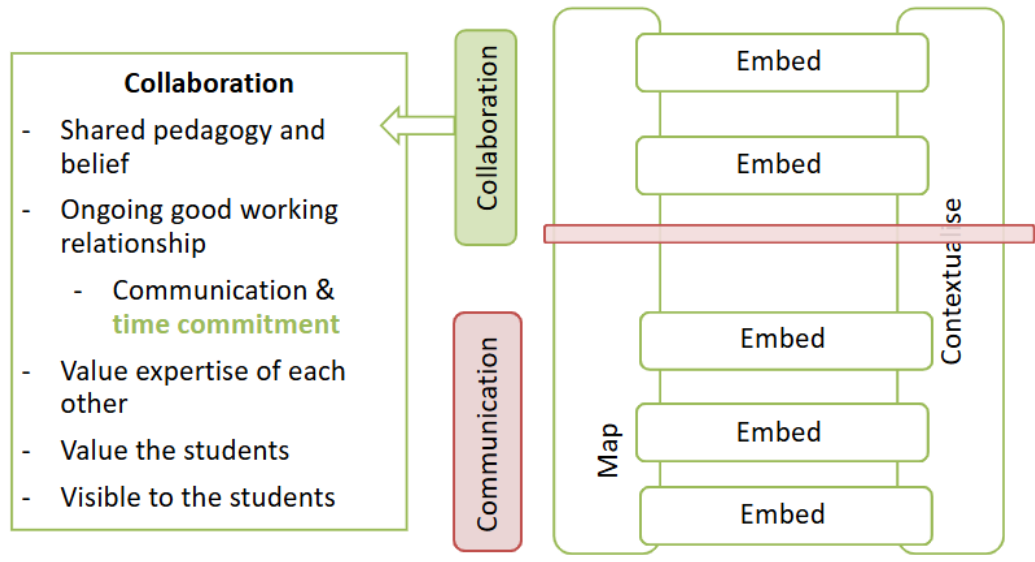 Collaboration
- Shared pedagogy and
belief
- Ongoing good working
relationship
- Communication &
time commitment
- Value expertise of each
other
- Value the students
- Visible to the students
Collaboration
Communication
Embed
Embed
Embed
Embed
Embed
Map
Contextualise